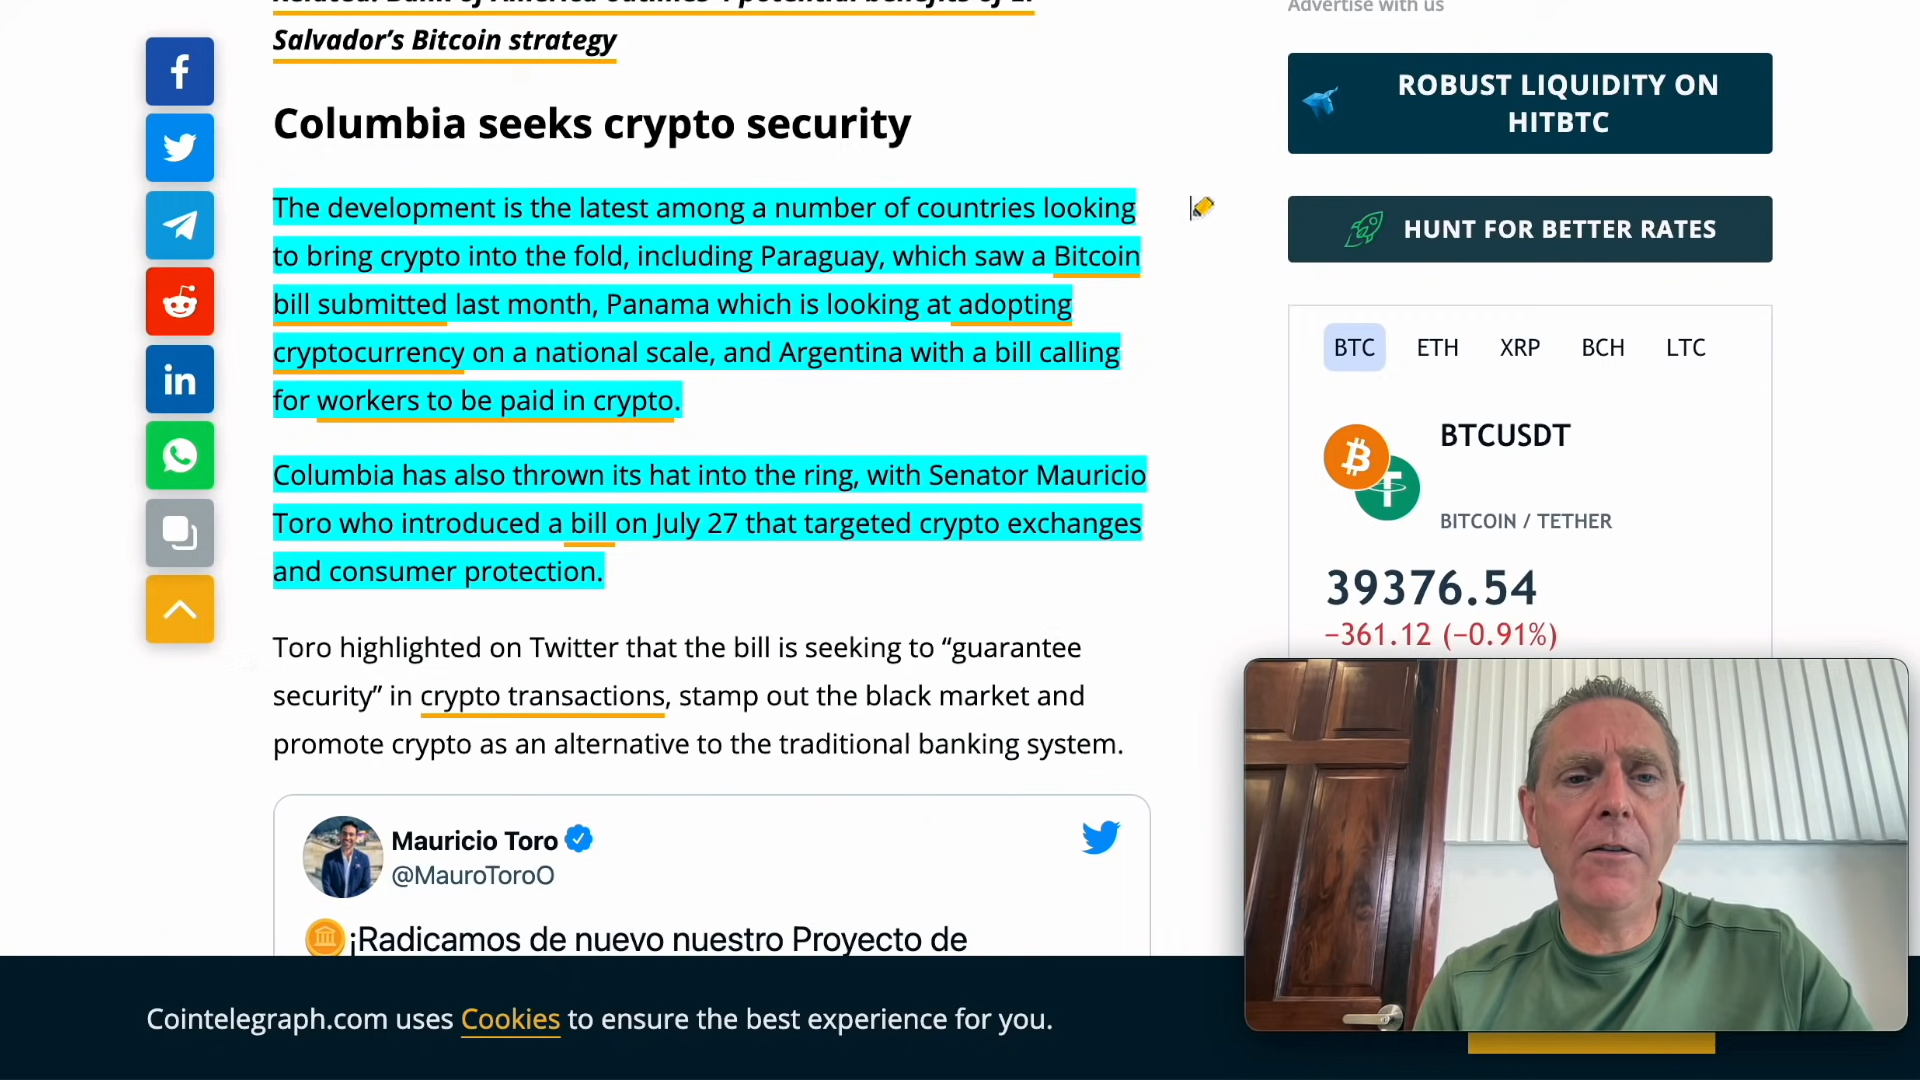 Advertise with us
Salvador’s Bitcoin strategy
Columbia seeks crypto security
The development is the latest among a number of countries looking
to bring crypto into the fold, including Paraguay, which saw a Bitcoin
bill submitted last month, Panama which is looking at adopting
cryptocurrency on a national scale, and Argentina with a bill calling
for workers to be paid in crypto.
Columbia has also thrown its hat into the ring, with Senator Mauricio
Toro who introduced a bill on July 27 that targeted crypto exchanges
and consumer protection.
Toro highlighted on Twitter that the bill is seeking to “guarantee
security” in crypto transactions, stamp out the black market and
promote crypto as an alternative to the traditional banking system.
Mauricio Toro
@MauroToroO
¡Radicamos de nuevo nuestro Proyecto de
ROBUST LIQUIDITY ON
HITBTC
HUNT FOR BETTER RATES
BTC ETH XRP BCH LTC
BTCUSDT
BITCOIN / TETHER
39376.54
−361.12 (−0.91%)
Cointelegraph.com uses Cookies to ensure the best experience for you.